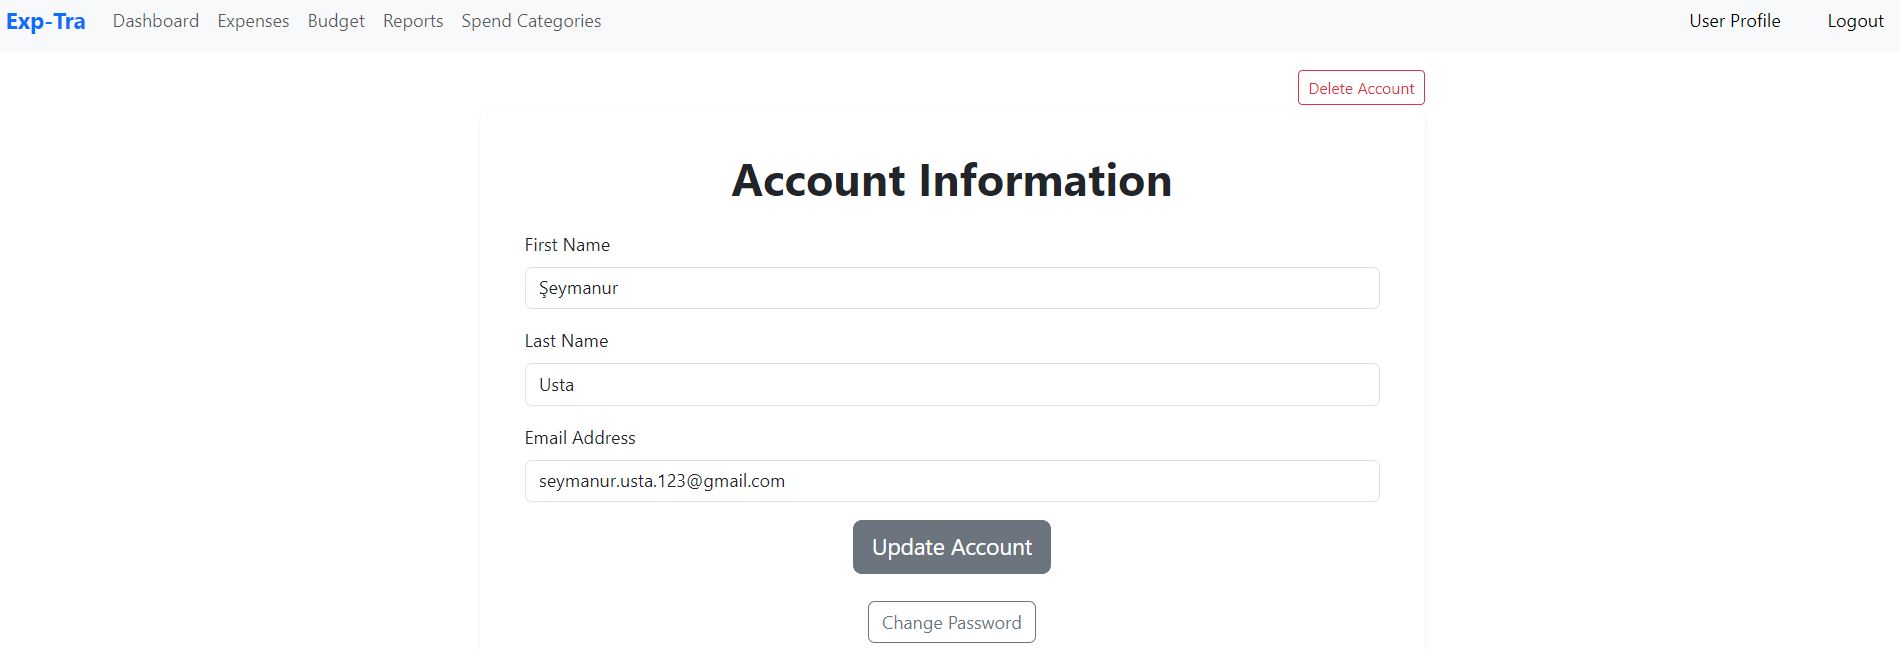 Exp-Tra Dashboard Expenses Budget Reports Spend Categories User Profile Logout
Delete Account
Account Information
First Name
Şeymanur
Last Name
Usta
Email Address
seymanur.usta.123@gmail.com
Update Account
Change Password